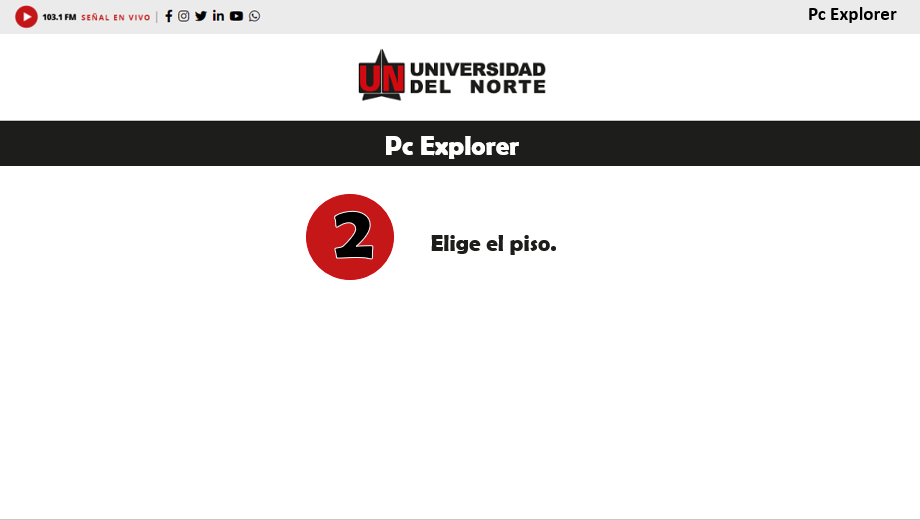 103.1 FM SEÑAL EN VIVO
Pc Explorer
UN UNIVERSIDAD
DEL NORTE
Pc Explorer
2
Elige el piso.